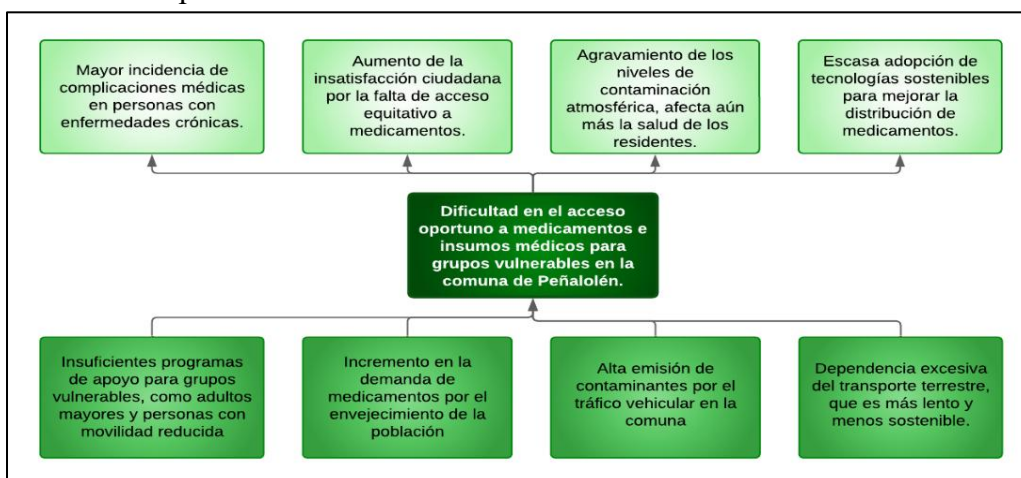 Mayor incidencia de
complicaciones médicas
en personas con
enfermedades crónicas.
Aumento de la
insatisfacción ciudadana
por la falta de acceso
equitativo a
medicamentos.
Agravamiento de los
niveles de
contaminación
atmosférica, afecta aún
más la salud de los
residentes.
Escasa adopción de
tecnologías sostenibles
para mejorar la
distribución de
medicamentos.
Dificultad en el acceso
oportuno a medicamentos e
insumos médicos para
grupos vulnerables en la
comuna de Peñalolén.
Insuficientes programas
de apoyo para grupos
vulnerables, como adultos
mayores y personas con
movilidad reducida
Incremento en la
demanda de
medicamentos por el
envejecimiento de la
población
Alta emisión de
contaminantes por el
tráfico vehicular en la
comuna
Dependencia excesiva
del transporte terrestre,
que es más lento y
menos sostenible.